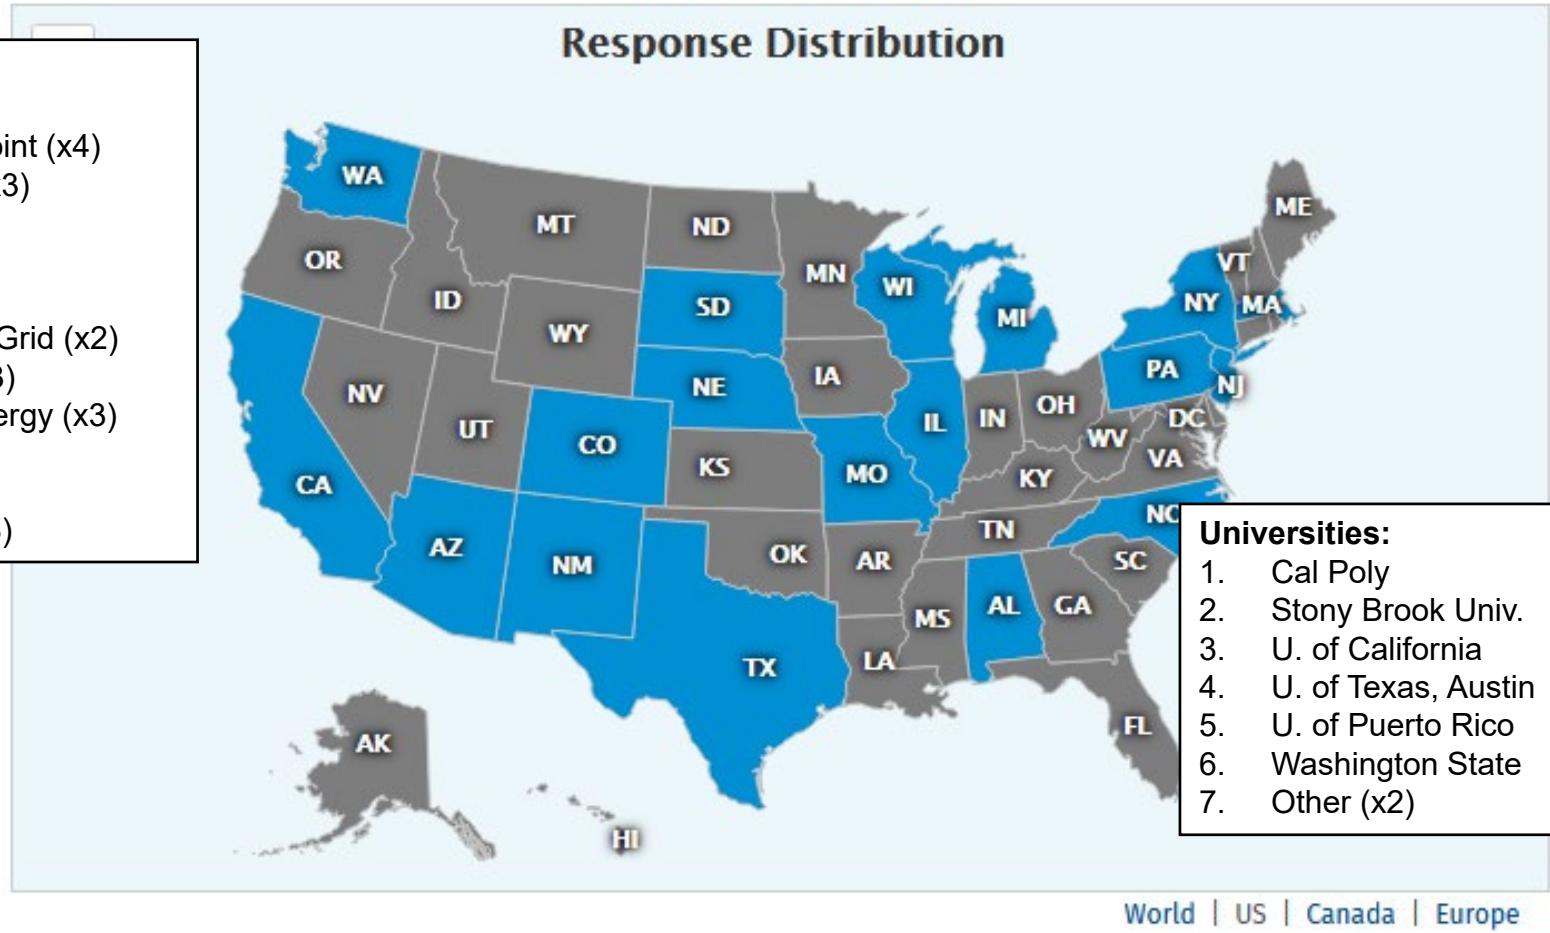 Response Distribution
int (x4)
3)
Grid (x2)
)
ergy (x3)
)
WA
MT
ND
ME
OR
MN
VT
ID
SD
WI
NY
MA
WY
MI
NV
NE
IA
PA
NJ
UT
CO
IL
IN
OH
DC
KS
MO
WV
VA
CA
KY
AZ
NM
OK
AR
TN
NC
SC
MS
AL
GA
TX
LA
FL
AK
HI
Universities:
1. Cal Poly
2. Stony Brook Univ.
3. U. of California
4. U. of Texas, Austin
5. U. of Puerto Rico
6. Washington State
7. Other (x2)
World | US | Canada | Europe